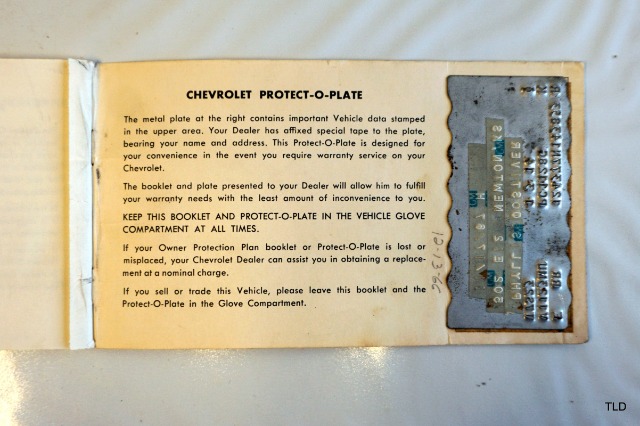 CHEVROLET PROTECT-O-PLATE
The metal plate at the right contains important Vehicle data stamped
in the upper area. Your Dealer has affixed special tape to the plate,
bearing your name and address. This Protect-O-Plate is designed for
your convenience in the event you require warranty service on your
Chevrolet.
The booklet and plate presented to your Dealer will allow him to fulfill
your warranty needs with the least amount of inconvenience to you.
KEEP THIS BOOKLET AND PROTECT-O-PLATE IN THE VEHICLE GLOVE
COMPARTMENT AT ALL TIMES.
If your Owner Protection Plan booklet or Protect-O-Plate is lost or
misplaced, your Chevrolet Dealer can assist you in obtaining a replace-
ment at a nominal charge.
If you sell or trade this Vehicle, please leave this booklet and the
Protect-O-Plate in the Glove Compartment.
12-13-66
TLD